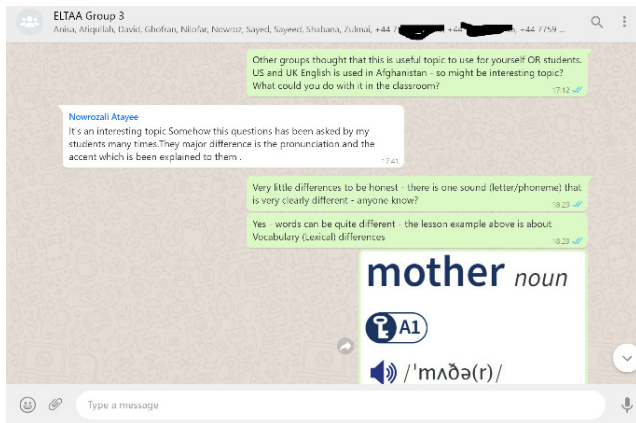 ELTAA Group 3
Anisa, Atiqullah, David, Ghofran, Nilofar, Nowroz, Sayed, Sayeed, Shabana, Zulmai, +44 +44 +44 7759 ...
Other groups thought that this is useful topic to use for yourself OR students.
US and UK English is used in Afghanistan - so might be interesting topic?
What could you do with it in the classroom?
17:12
Nowrozali Atayee
It's an interesting topic.Somehow this questions has been asked by my
students many times.They major difference is the pronunciation and the
accent which is been explained to them .
17:41
Very little differences to be honest - there is one sound (letter/phoneme) that
is very clearly different - anyone know?
18:23
Yes - words can be quite different - the lesson example above is about
Vocabulary (Lexical) differences
18:23
mother noun
A1
/ˈmʌðə(r)/
Type a message